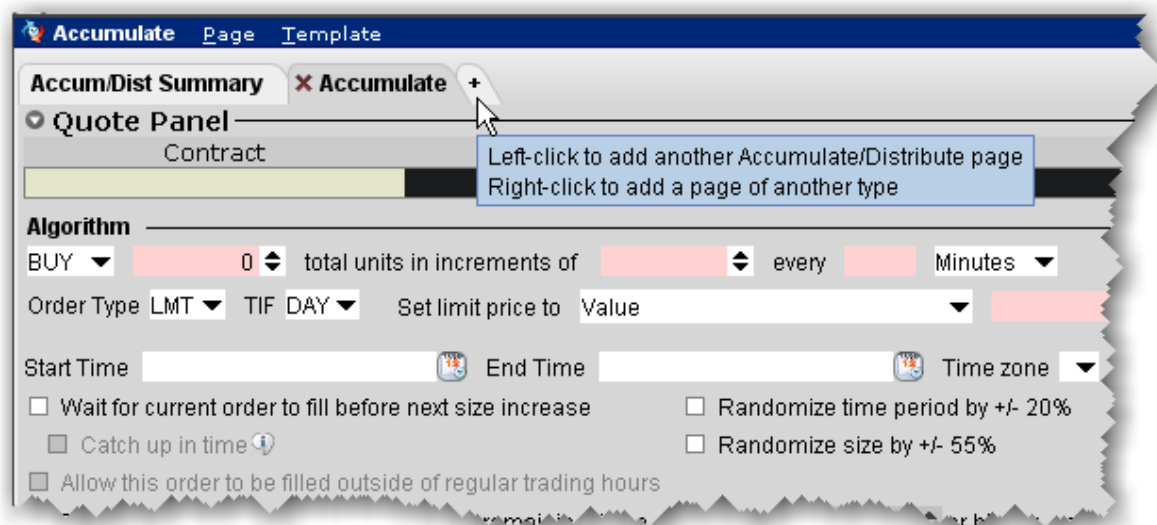 Accumulate Page Template
Accum/Dist Summary Accumulate +
Quote Panel
Contract
Left-click to add another Accumulate/Distribute page
Right-click to add a page of another type
Algorithm
BUY 0 total units in increments of every Minutes
Order Type LMT TIF DAY Set limit price to Value
Start Time End Time Time zone
Wait for current order to fill before next size increase Randomize time period by +/- 20%
Catch up in time Randomize size by +/- 55%
Allow this order to be filled outside of regular trading hours